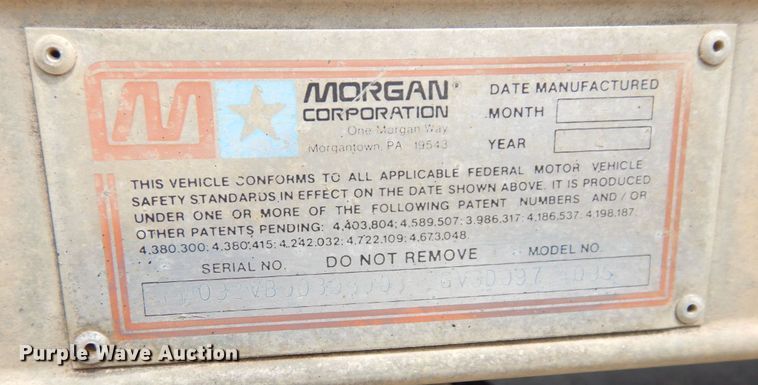 MORGAN
CORPORATION
One Morgan Way
Morgantown, PA 19543
DATE MANUFACTURED
MONTH
YEAR
THIS VEHICLE CONFORMS TO ALL APPLICABLE FEDERAL MOTOR VEHICLE
SAFETY STANDARDS IN EFFECT ON THE DATE SHOWN ABOVE. IT IS PRODUCED
UNDER ONE OR MORE OF THE FOLLOWING PATENT NUMBERS AND/OR
OTHER PATENTS PENDING: 4,403,804; 4,589,507; 3,986,317; 4,186,537; 4,198,187;
4,380,300; 4,380,415; 4,242,032; 4,722,109; 4,673,048.
SERIAL NO. DO NOT REMOVE MODEL NO.
Purple Wave Auction